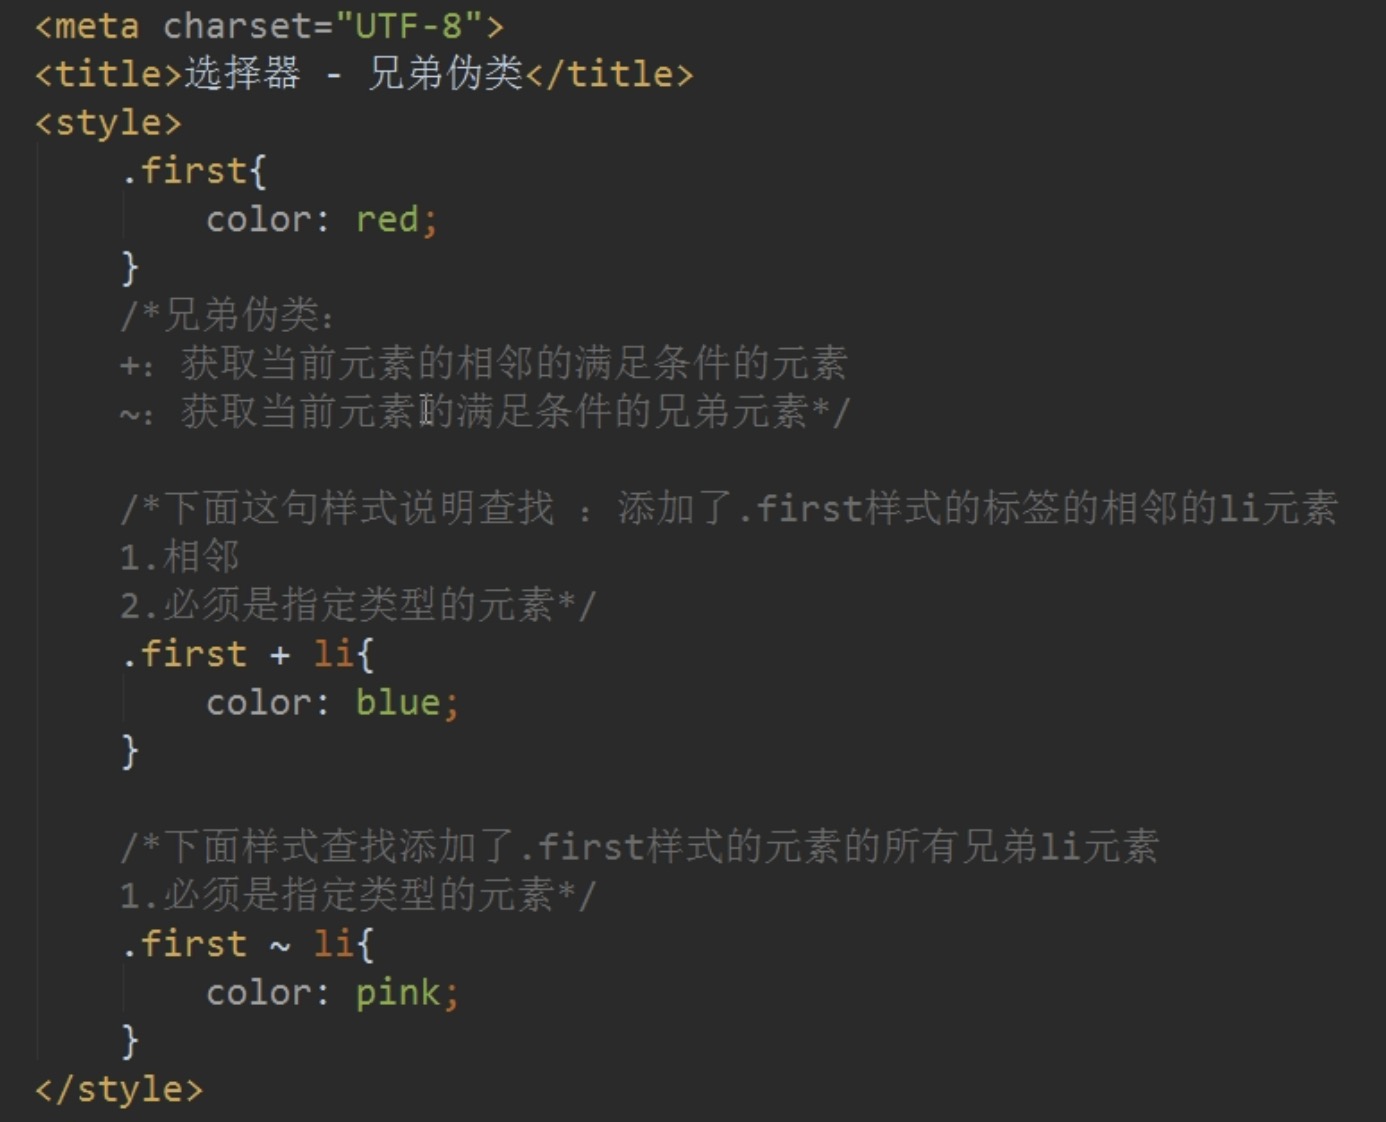 <meta charset="UTF-8">
<title>选择器 - 兄弟伪类</title>
<style>
.first{
color: red;
}
/*兄弟伪类：
+：获取当前元素的相邻的满足条件的元素
~：获取当前元素的满足条件的兄弟元素*/
/*下面这句样式说明查找 ：添加了.first样式的标签的相邻的li元素
1.相邻
2.必须是指定类型的元素*/
.first + li{
color: blue;
}
/*下面样式查找添加了.first样式的元素的所有兄弟li元素
1.必须是指定类型的元素*/
.first ~ li{
color: pink;
}
</style>